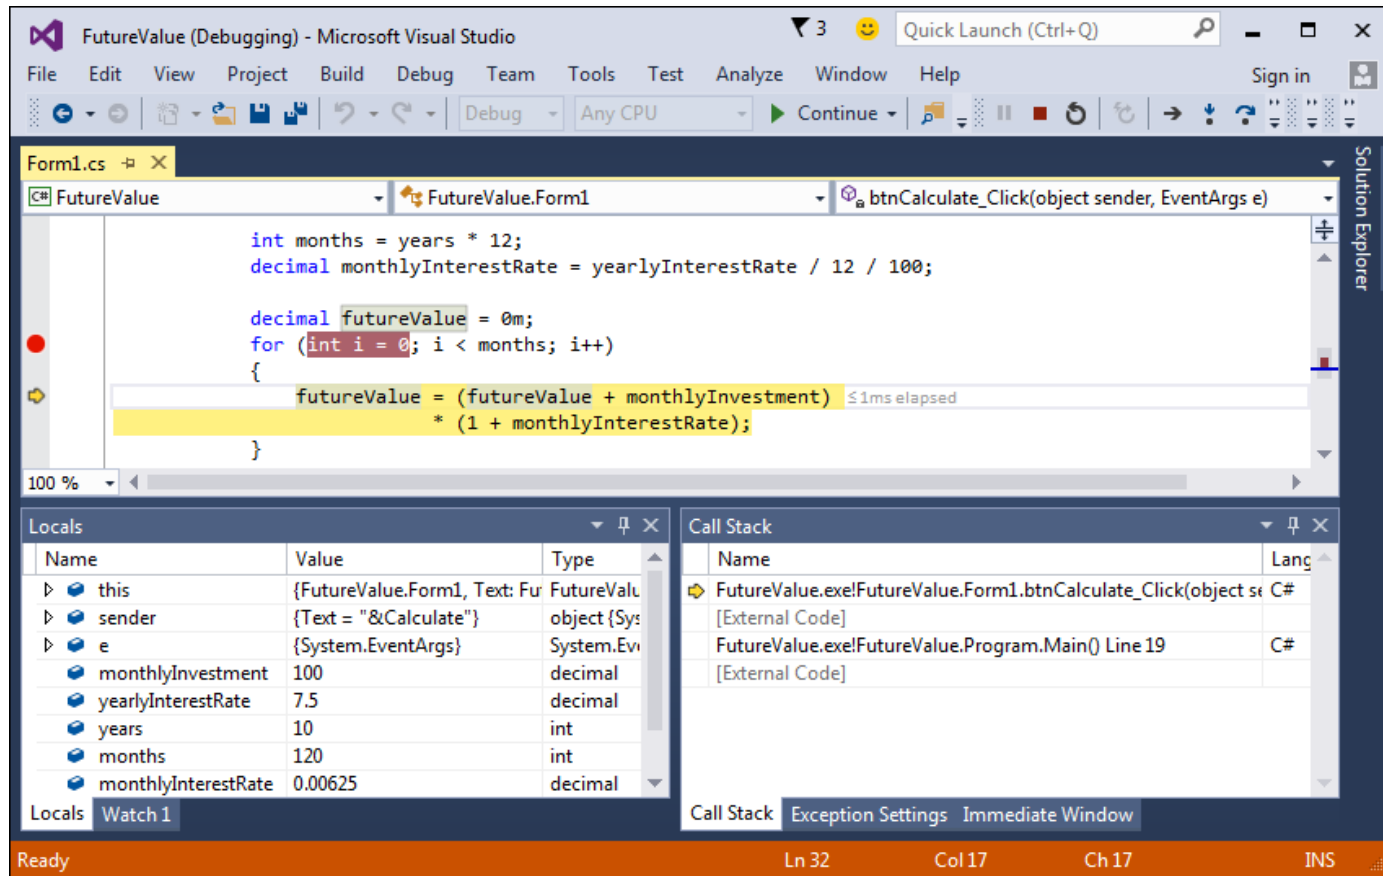 FutureValue (Debugging) - Microsoft Visual Studio
3
Quick Launch (Ctrl+Q)
File Edit View Project Build Debug Team Tools Test Analyze Window Help Sign in
Debug Any CPU Continue
Form1.cs
C# FutureValue FutureValue.Form1 btnCalculate_Click(object sender, EventArgs e)
Solution Explorer
int months = years * 12;
decimal monthlyInterestRate = yearlyInterestRate / 12 / 100;
decimal futureValue = 0m;
for (int i = 0; i < months; i++)
{
futureValue = (futureValue + monthlyInvestment) ≤1ms elapsed
* (1 + monthlyInterestRate);
}
100 %
Locals
Name Value Type
this {FutureValue.Form1, Text: Fut FutureValu
sender {Text = "&Calculate"} object {Sys
e {System.EventArgs} System.Eve
monthlyInvestment 100 decimal
yearlyInterestRate 7.5 decimal
years 10 int
months 120 int
monthlyInterestRate 0.00625 decimal
Locals Watch 1
Call Stack
Name Lang
FutureValue.exe!FutureValue.Form1.btnCalculate_Click(object se C#
[External Code]
FutureValue.exe!FutureValue.Program.Main() Line 19 C#
[External Code]
Call Stack Exception Settings Immediate Window
Ready Ln 32 Col 17 Ch 17 INS